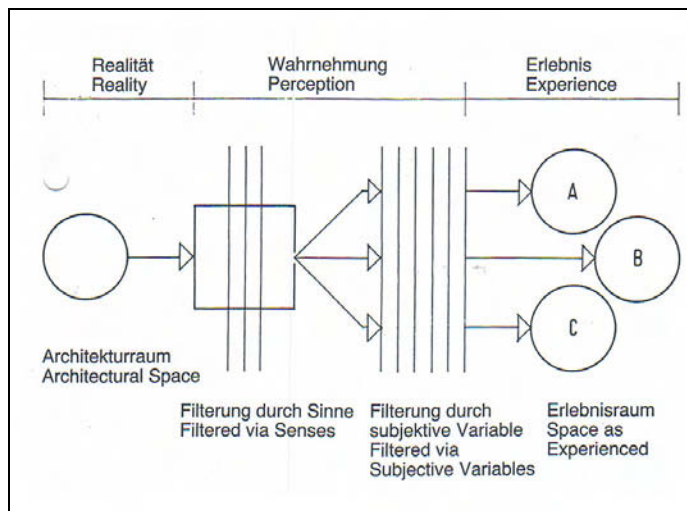 Realität
Reality
Wahrnehmung
Perception
Erlebnis
Experience
A
B
C
Architekturraum
Architectural Space
Filterung durch Sinne
Filtered via Senses
Filterung durch
subjektive Variable
Filtered via
Subjective Variables
Erlebnisraum
Space as
Experienced